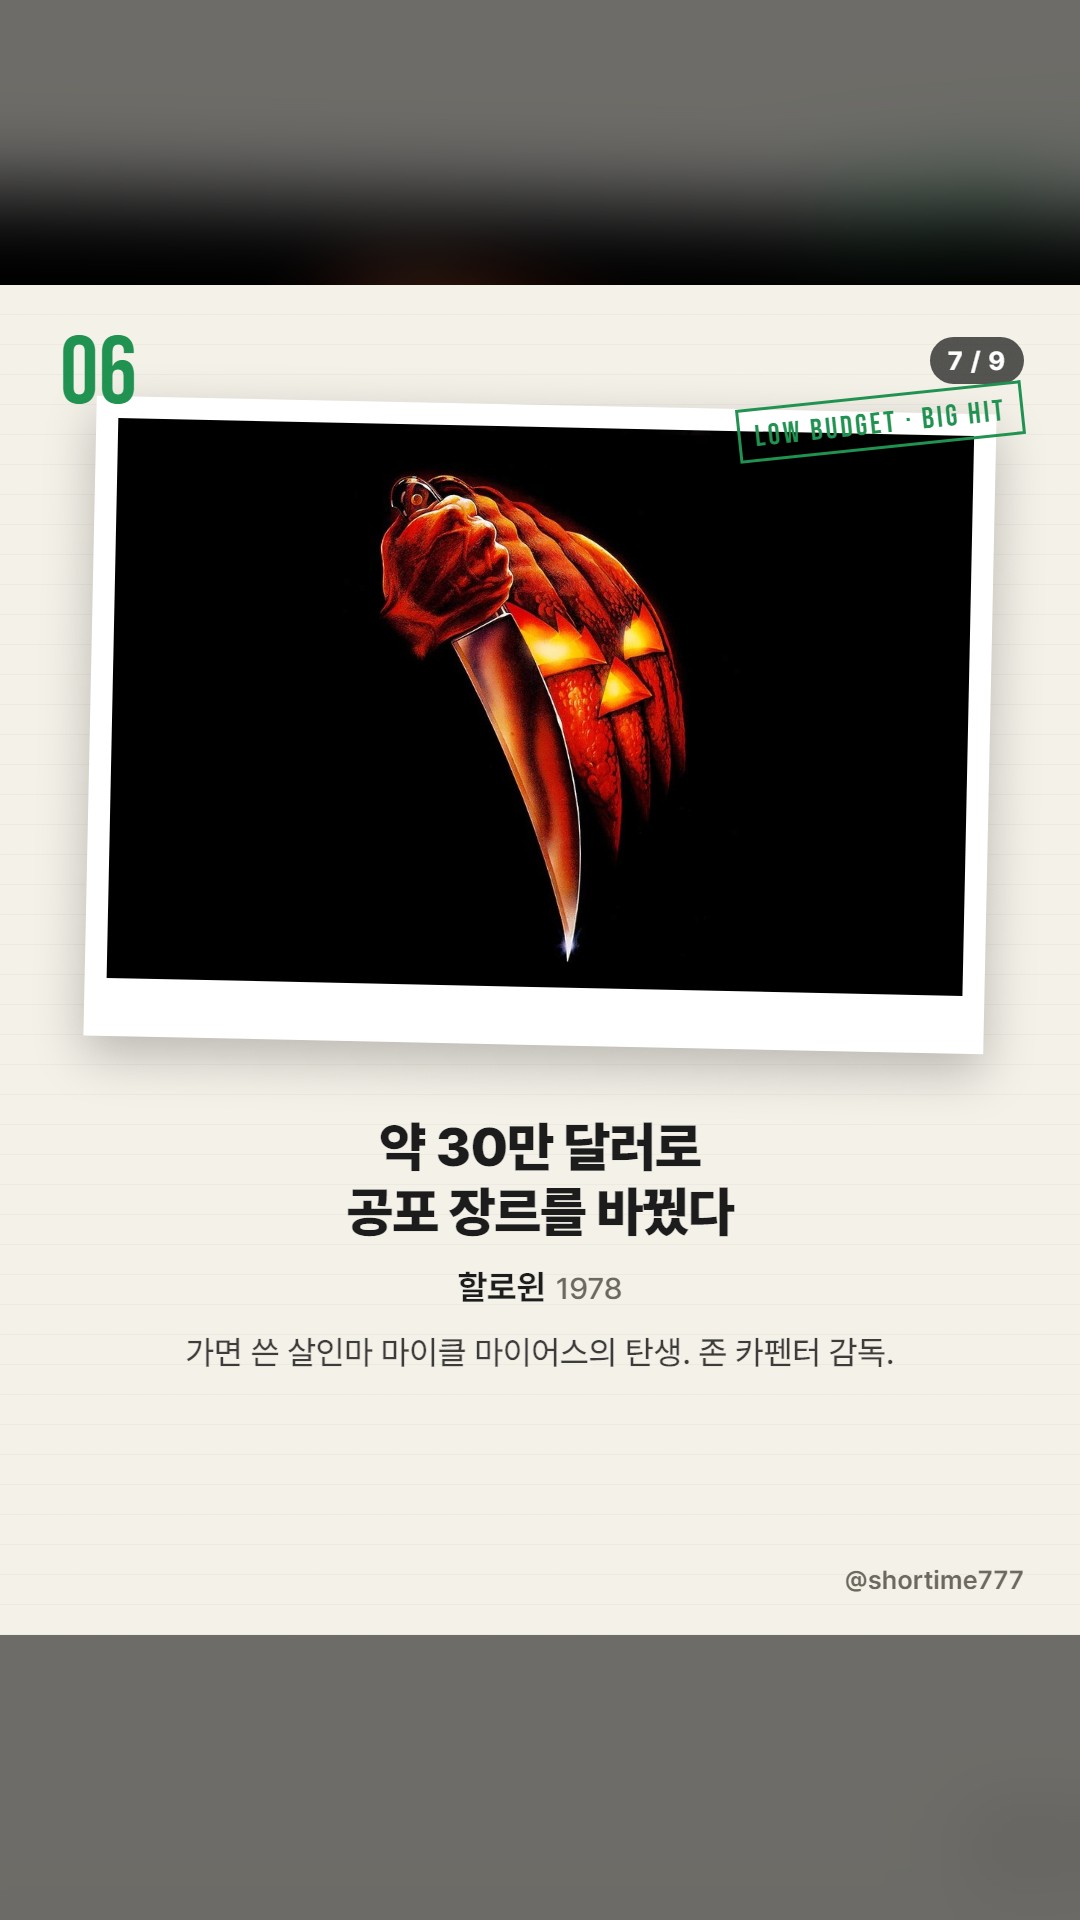 06
7 / 9
LOW BUDGET · BIG HIT
약 30만 달러로
공포 장르를 바꿨다
할로윈 1978
가면 쓴 살인마 마이클 마이어스의 탄생. 존 카펜터 감독.
@shortime777